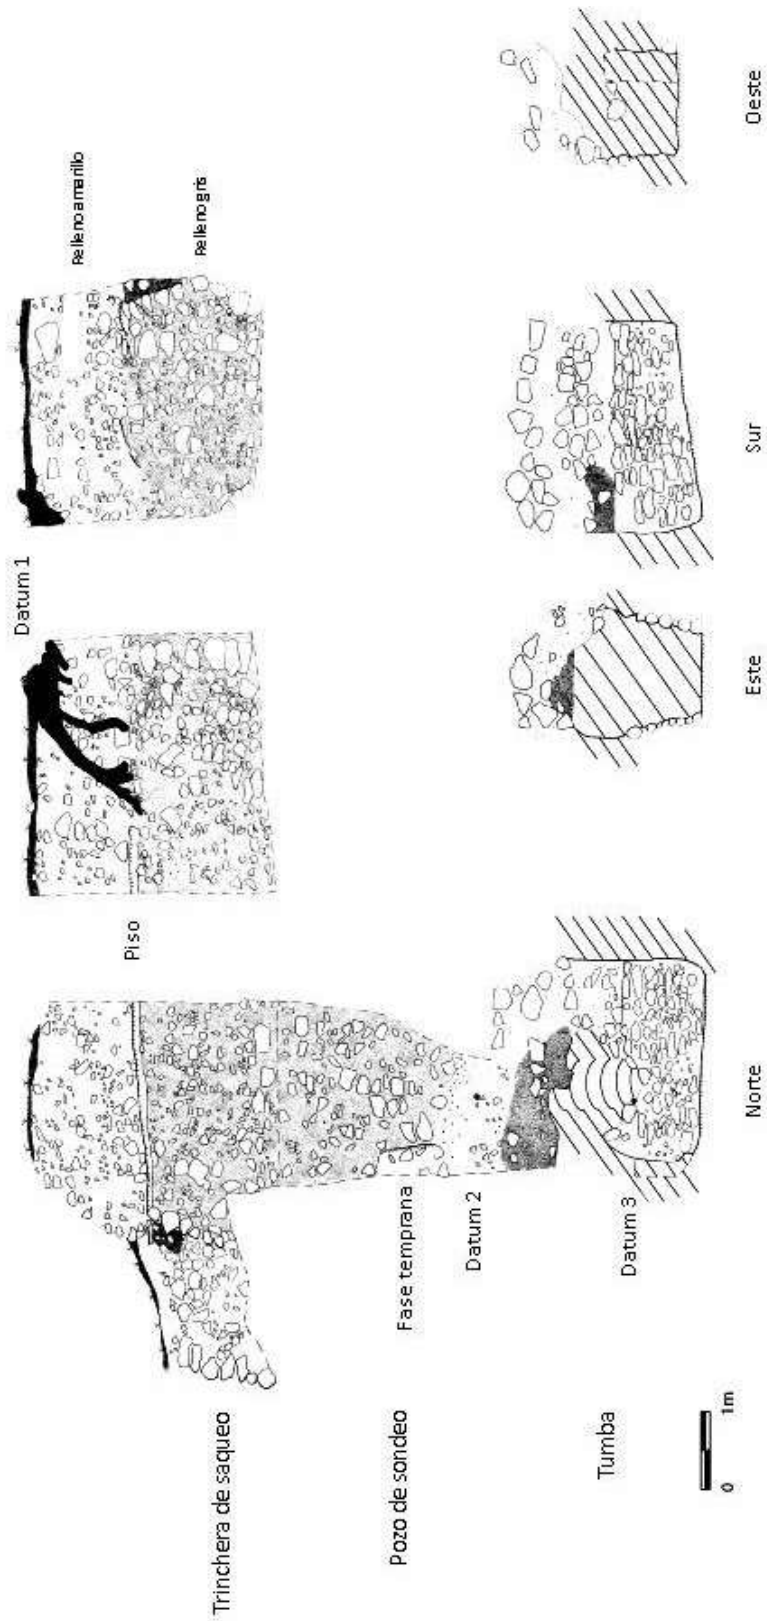 Oeste
Relleno amarillo
Relleno gris
Sur
Datum 1
Este
Piso
Norte
Fase temprana
Datum 2
Datum 3
Trinchera de saqueo
Pozo de sondeo
Tumba
0 1m